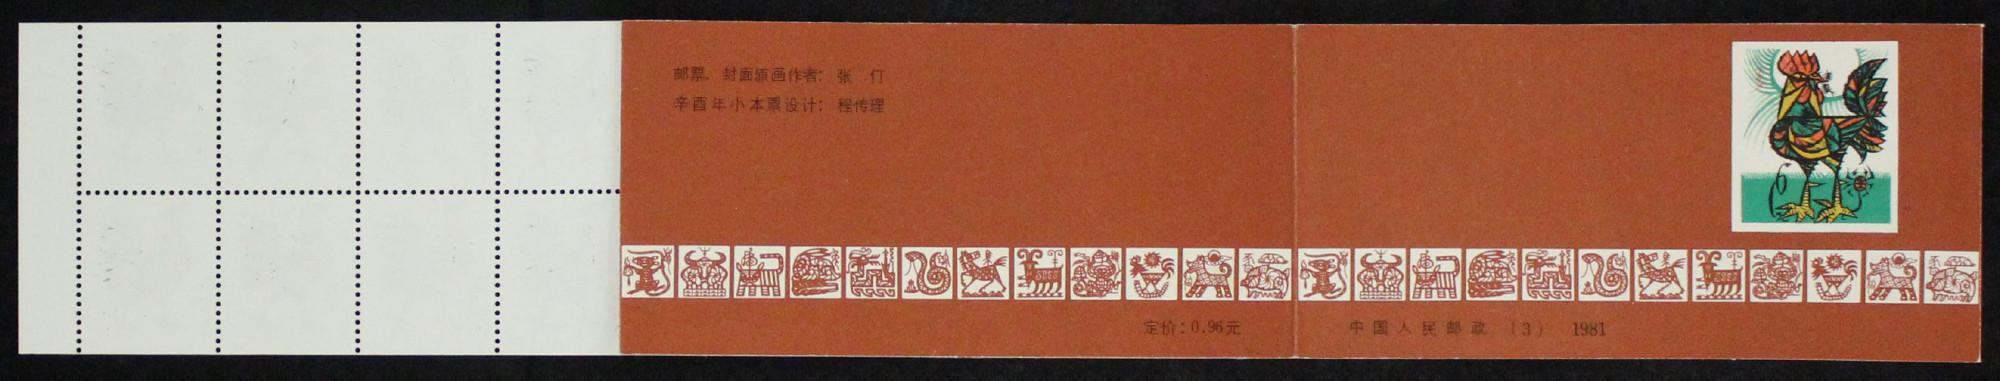 邮票、封面原画作者：张 仃
辛酉年小本票设计：程传理
定价：0.96元
中国人民邮政 (3) 1981